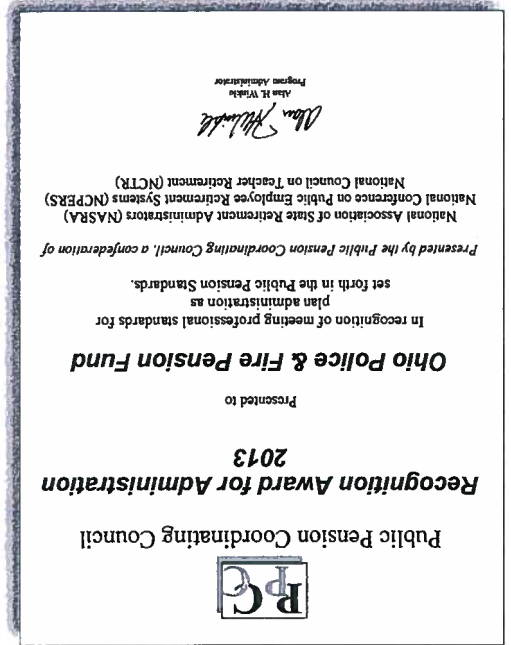 P P C C
Public Pension Coordinating Council
Recognition Award for Administration
2013
Presented to
Ohio Police & Fire Pension Fund
In recognition of meeting professional standards for
plan administration as
set forth in the Public Pension Standards.
Presented by the Public Pension Coordinating Council, a confederation of
National Association of State Retirement Administrators (NASRA)
National Conference on Public Employee Retirement Systems (NCPERS)
National Council on Teacher Retirement (NCTR)
Alan H. Winkle
Alan H. Winkle
Program Administrator